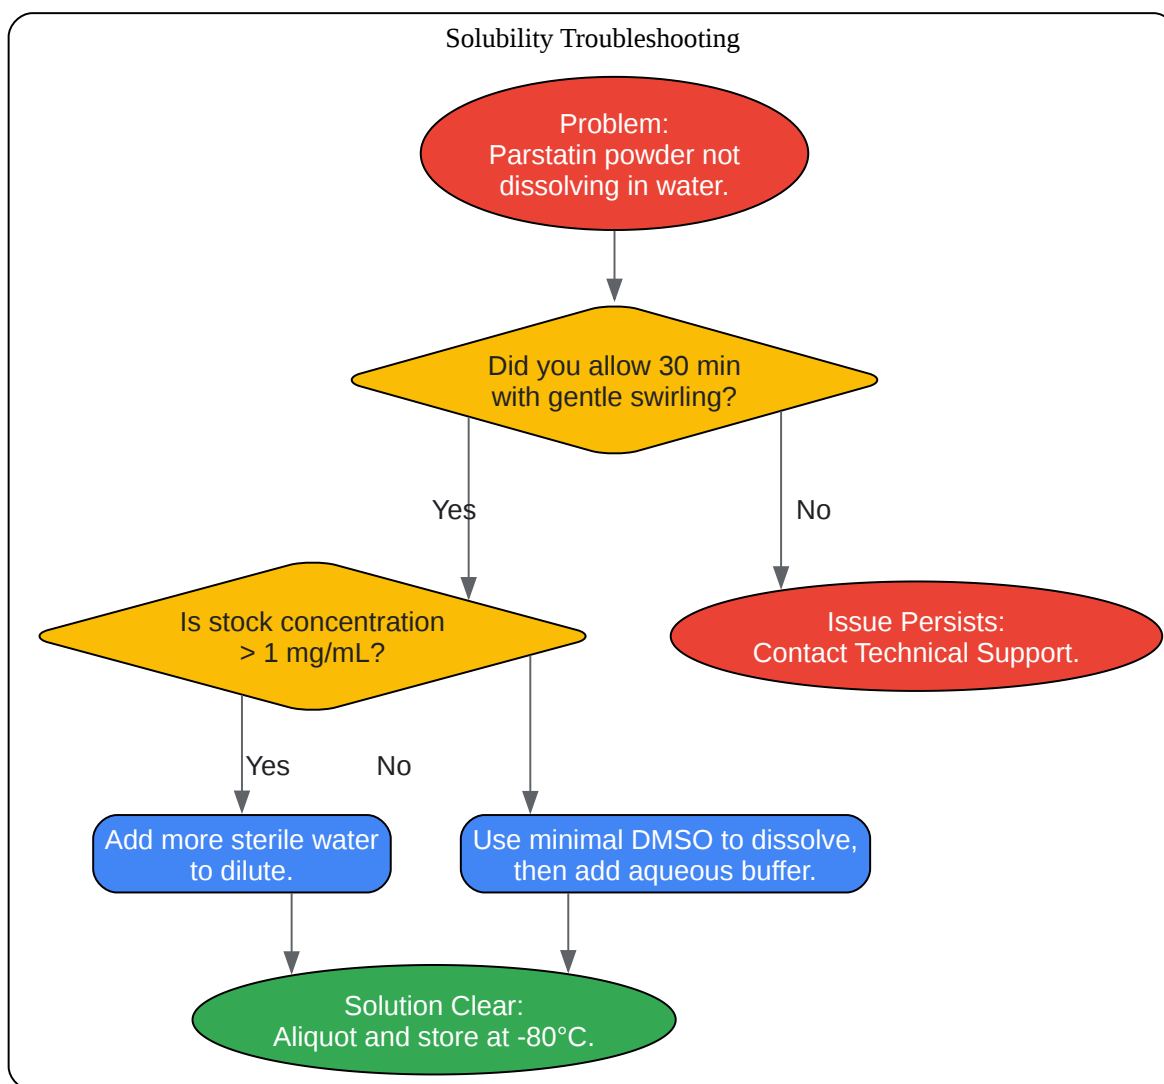 Solubility Troubleshooting
Problem:
Parstatin powder not
dissolving in water.
Did you allow 30 min
with gentle swirling?
Yes
No
Is stock concentration
> 1 mg/mL?
Issue Persists:
Contact Technical Support.
Yes
No
Add more sterile water
to dilute.
Use minimal DMSO to dissolve,
then add aqueous buffer.
Solution Clear:
Aliquot and store at -80°C.